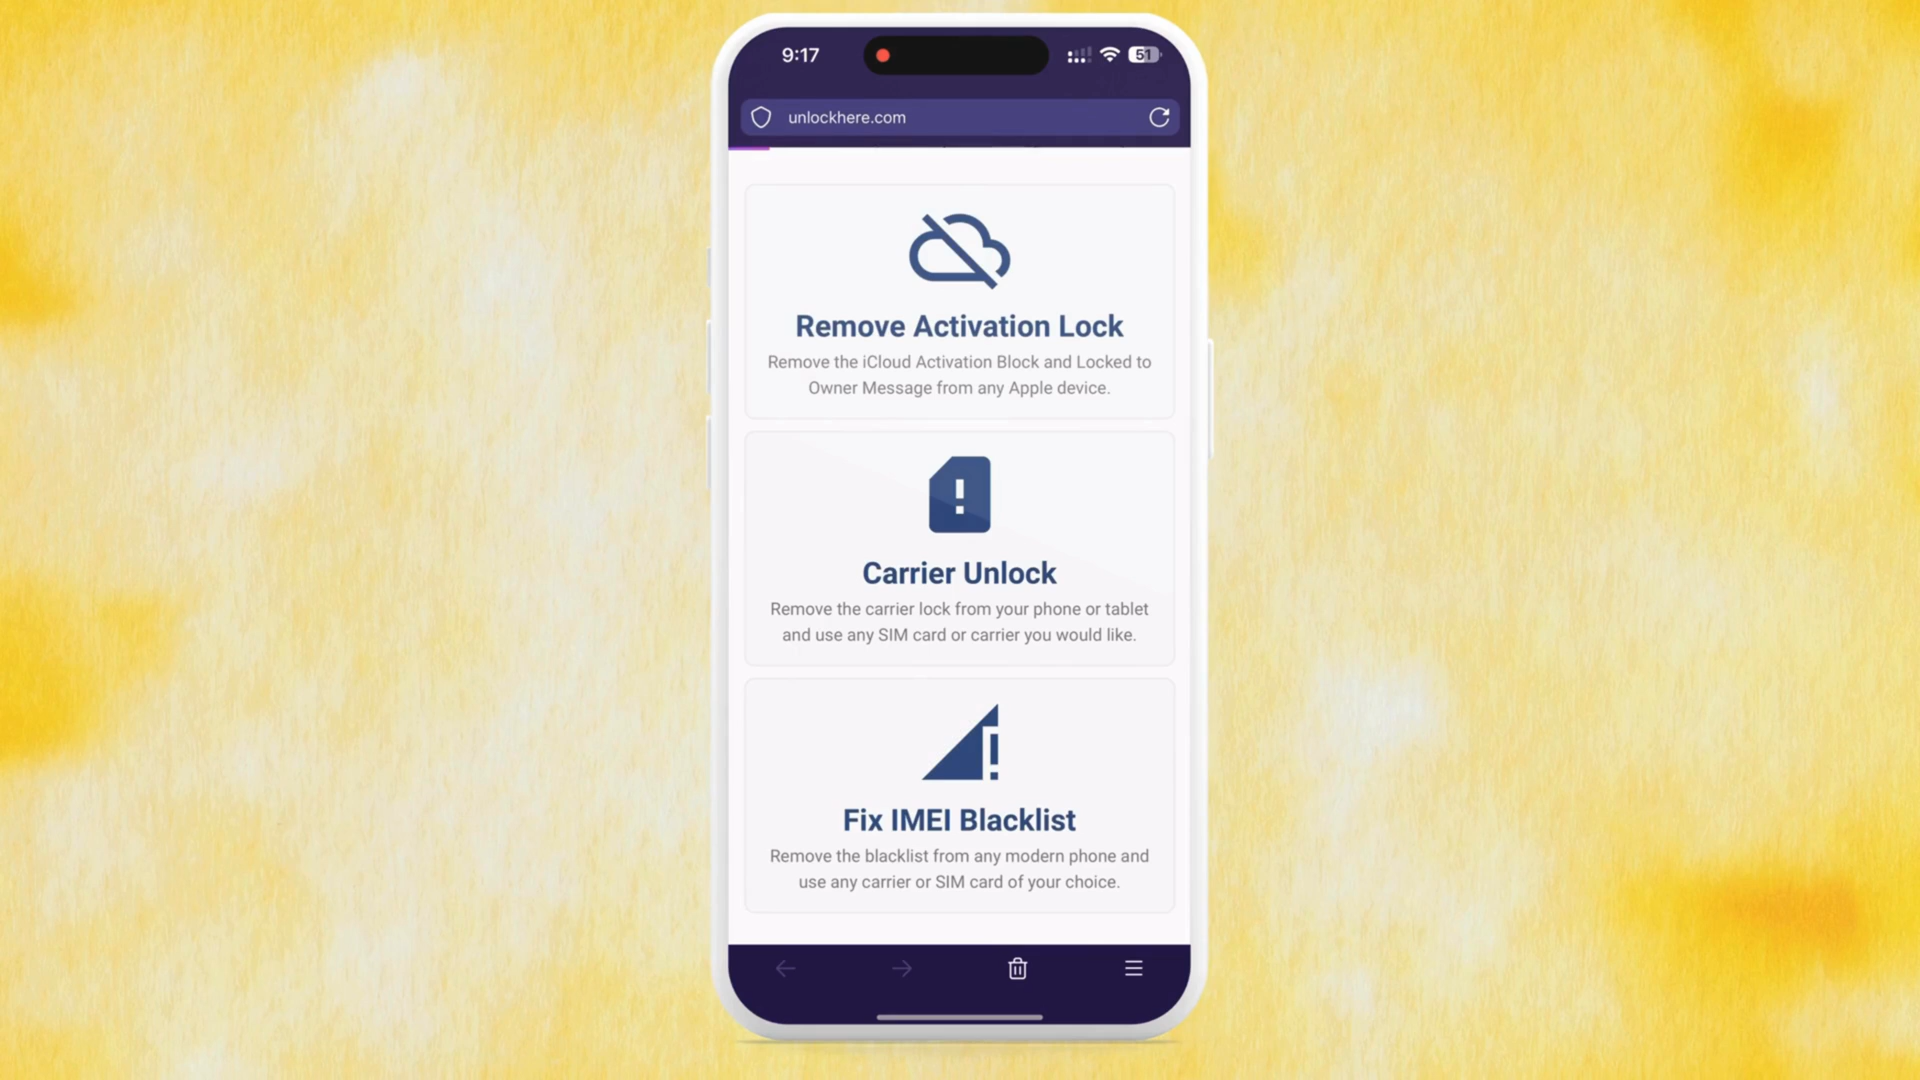 9:17
51
unlockhere.com
Remove Activation Lock
Remove the iCloud Activation Block and Locked to
Owner Message from any Apple device.
Carrier Unlock
Remove the carrier lock from your phone or tablet
and use any SIM card or carrier you would like.
Fix IMEI Blacklist
Remove the blacklist from any modern phone and
use any carrier or SIM card of your choice.